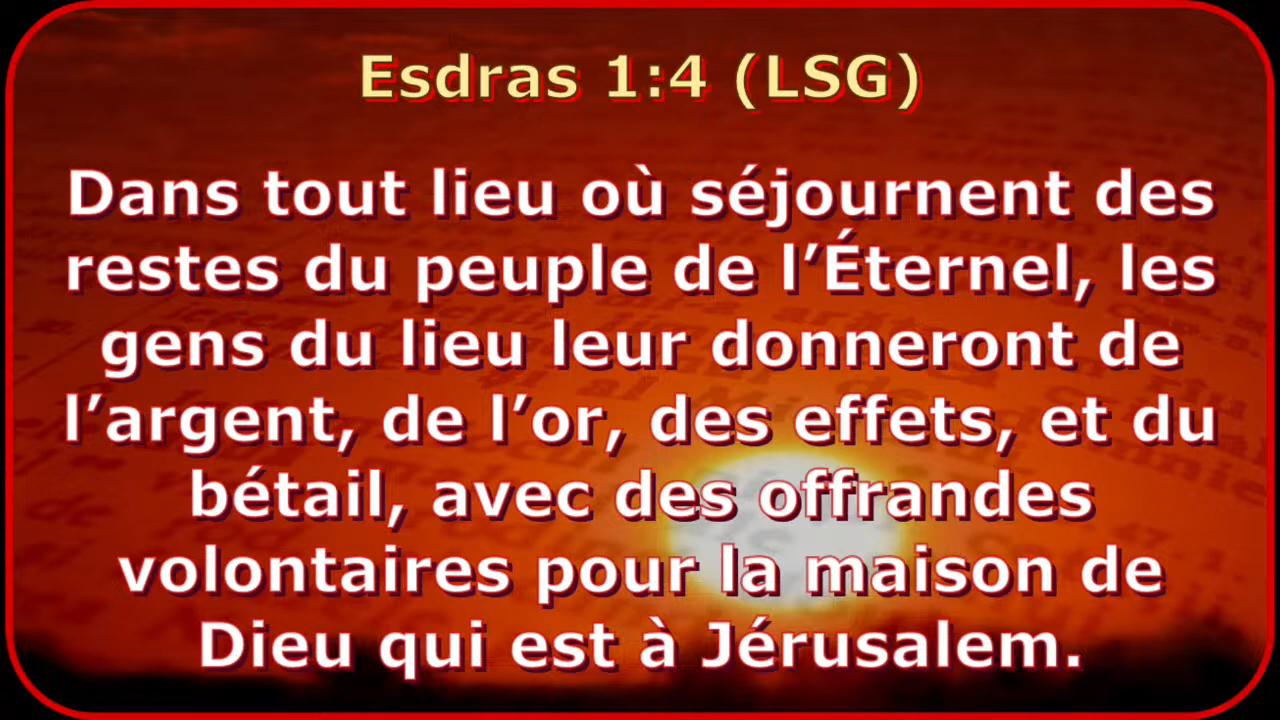 Esdras 1:4 (LSG)
Dans tout lieu où séjournent des
restes du peuple de l’Éternel, les
gens du lieu leur donneront de
l’argent, de l’or, des effets, et du
bétail, avec des offrandes
volontaires pour la maison de
Dieu qui est à Jérusalem.